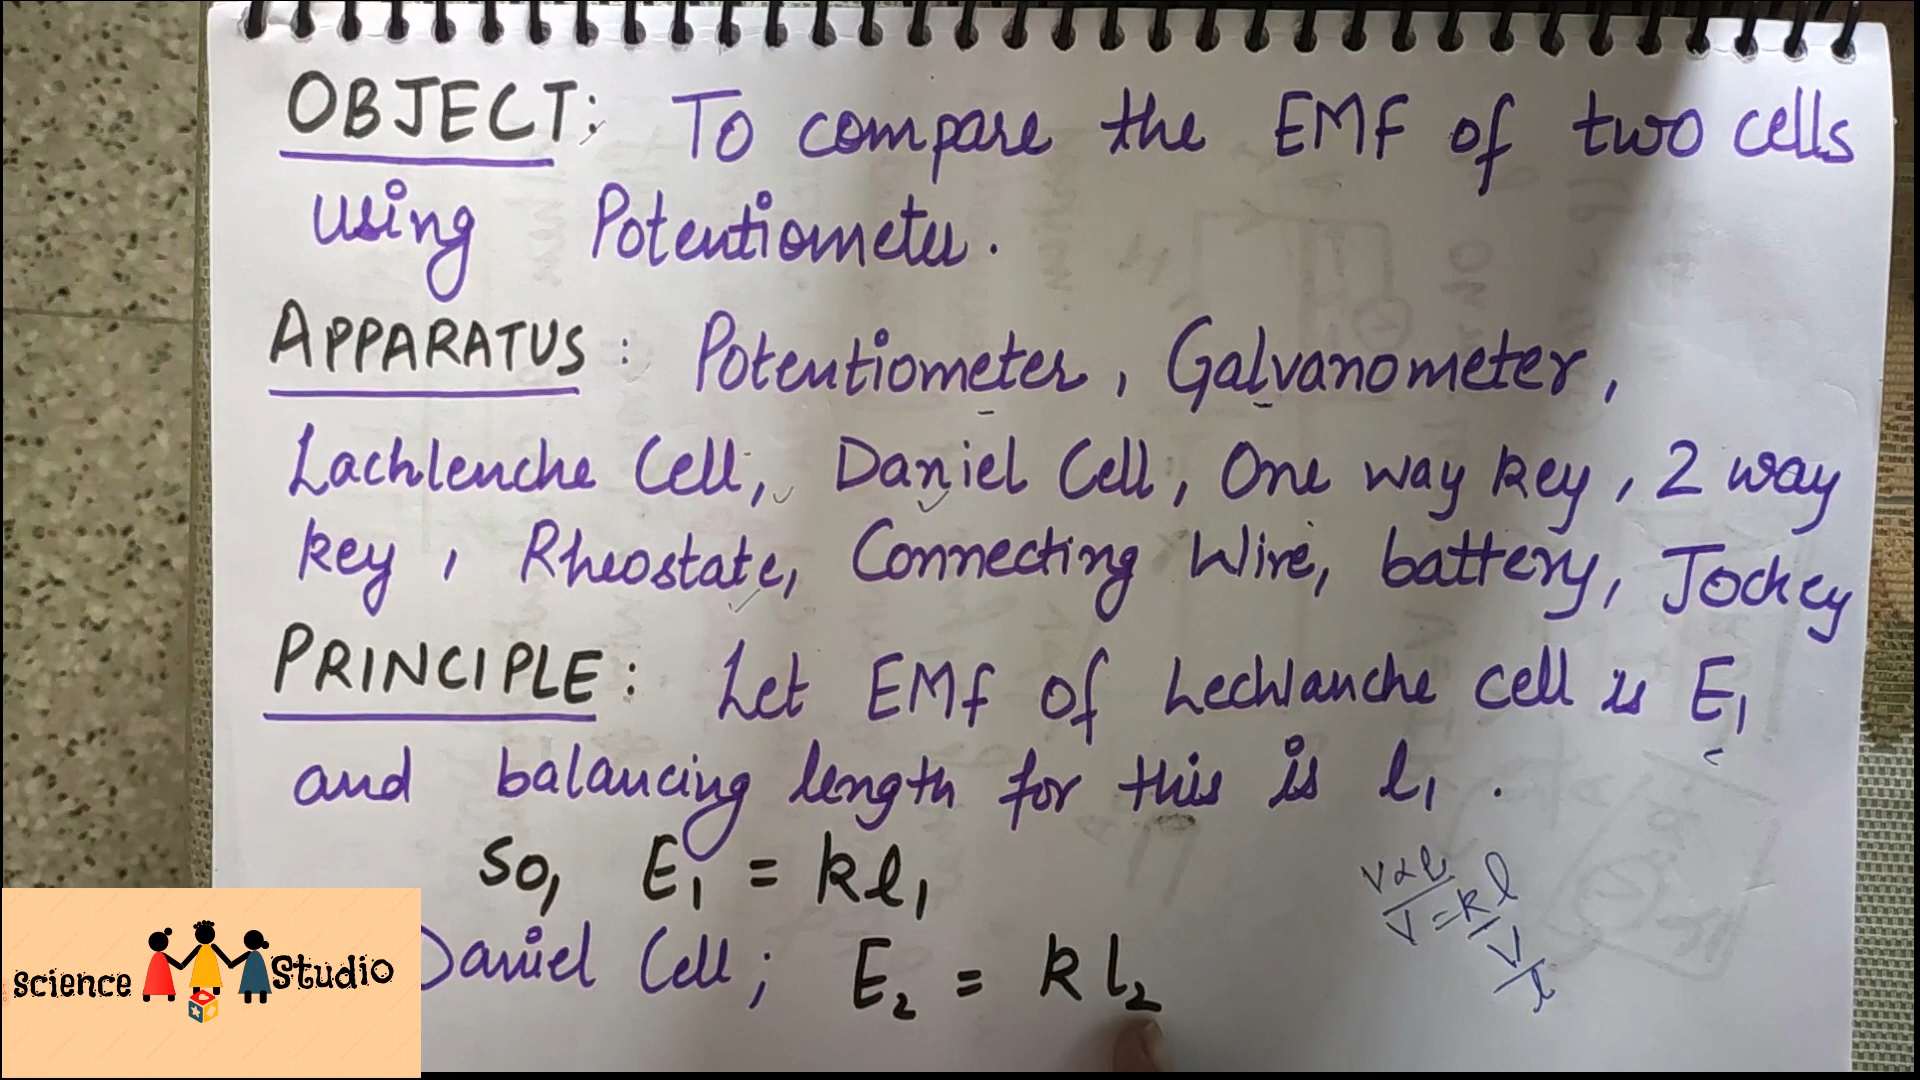 OBJECT: To compare the EMF of two cells
using Potentiometer.
APPARATUS: Potentiometer, Galvanometer,
Lachlenche Cell, Daniel Cell, One way key, 2 way
key, Rheostate, Connecting Wire, battery, Jockey
PRINCIPLE: Let EMf of Lechlanche cell is E₁
and balancing length for this is l₁.
So, E₁ = kl₁
Daniel Cell; E₂ = kl₂
V∝l
V = kl
V/l
Science Studio